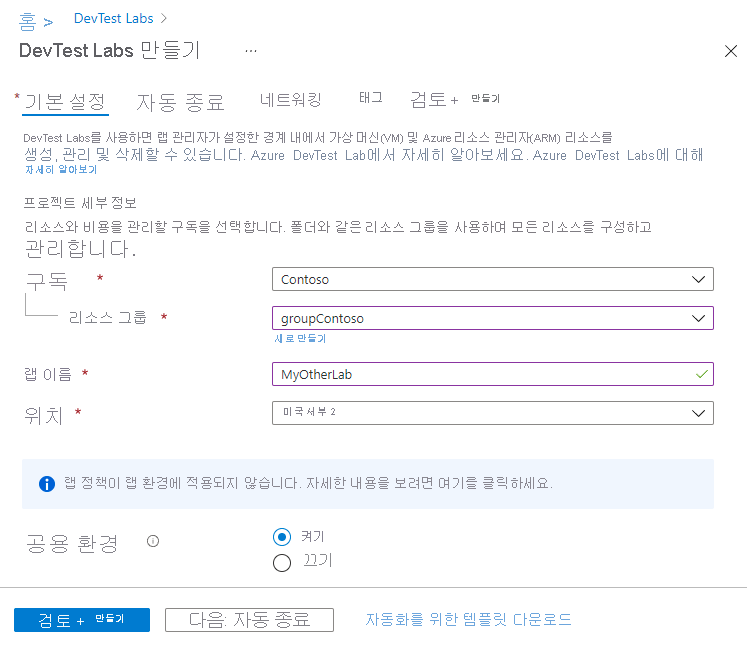 홈 > DevTest Labs >
DevTest Labs 만들기 ...
* 기본 설정 자동 종료 네트워킹 태그 검토 + 만들기
DevTest Labs를 사용하면 랩 관리자가 설정한 경계 내에서 가상 머신(VM) 및 Azure 리소스 관리자(ARM) 리소스를
생성, 관리 및 삭제할 수 있습니다. Azure DevTest Lab에서 자세히 알아보세요. Azure DevTest Labs에 대해
자세히 알아보기
프로젝트 세부 정보
리소스와 비용을 관리할 구독을 선택합니다. 폴더와 같은 리소스 그룹을 사용하여 모든 리소스를 구성하고
관리합니다.
구독 * Contoso
리소스 그룹 * groupContoso
새로 만들기
랩 이름 * MyOtherLab
위치 * 미국 서부 2
랩 정책이 랩 환경에 적용되지 않습니다. 자세한 내용을 보려면 여기를 클릭하세요.
공용 환경 켜기
끄기
검토 + 만들기 다음: 자동 종료 자동화를 위한 템플릿 다운로드